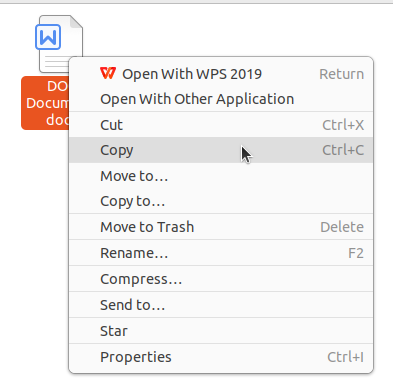 DO
Docum
doc
Open With WPS 2019 Return
Open With Other Application
Cut Ctrl+X
Copy Ctrl+C
Move to…
Copy to…
Move to Trash Delete
Rename… F2
Compress…
Send to…
Star
Properties Ctrl+I